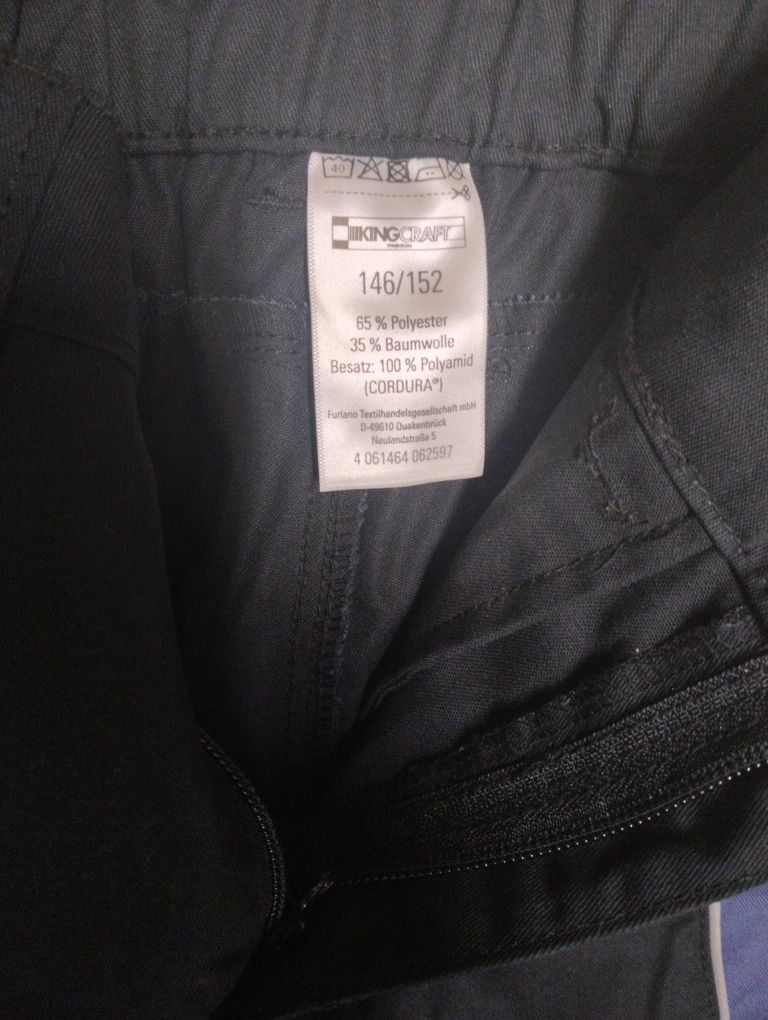 40
KINGCRAFT
FASHION
146/152
65 % Polyester
35 % Baumwolle
Besatz: 100 % Polyamid
(CORDURA®)
Furlano Textilhandelsgesellschaft mbH
D-49610 Quakenbrück
Neulandstraße 5
4 061464 062597